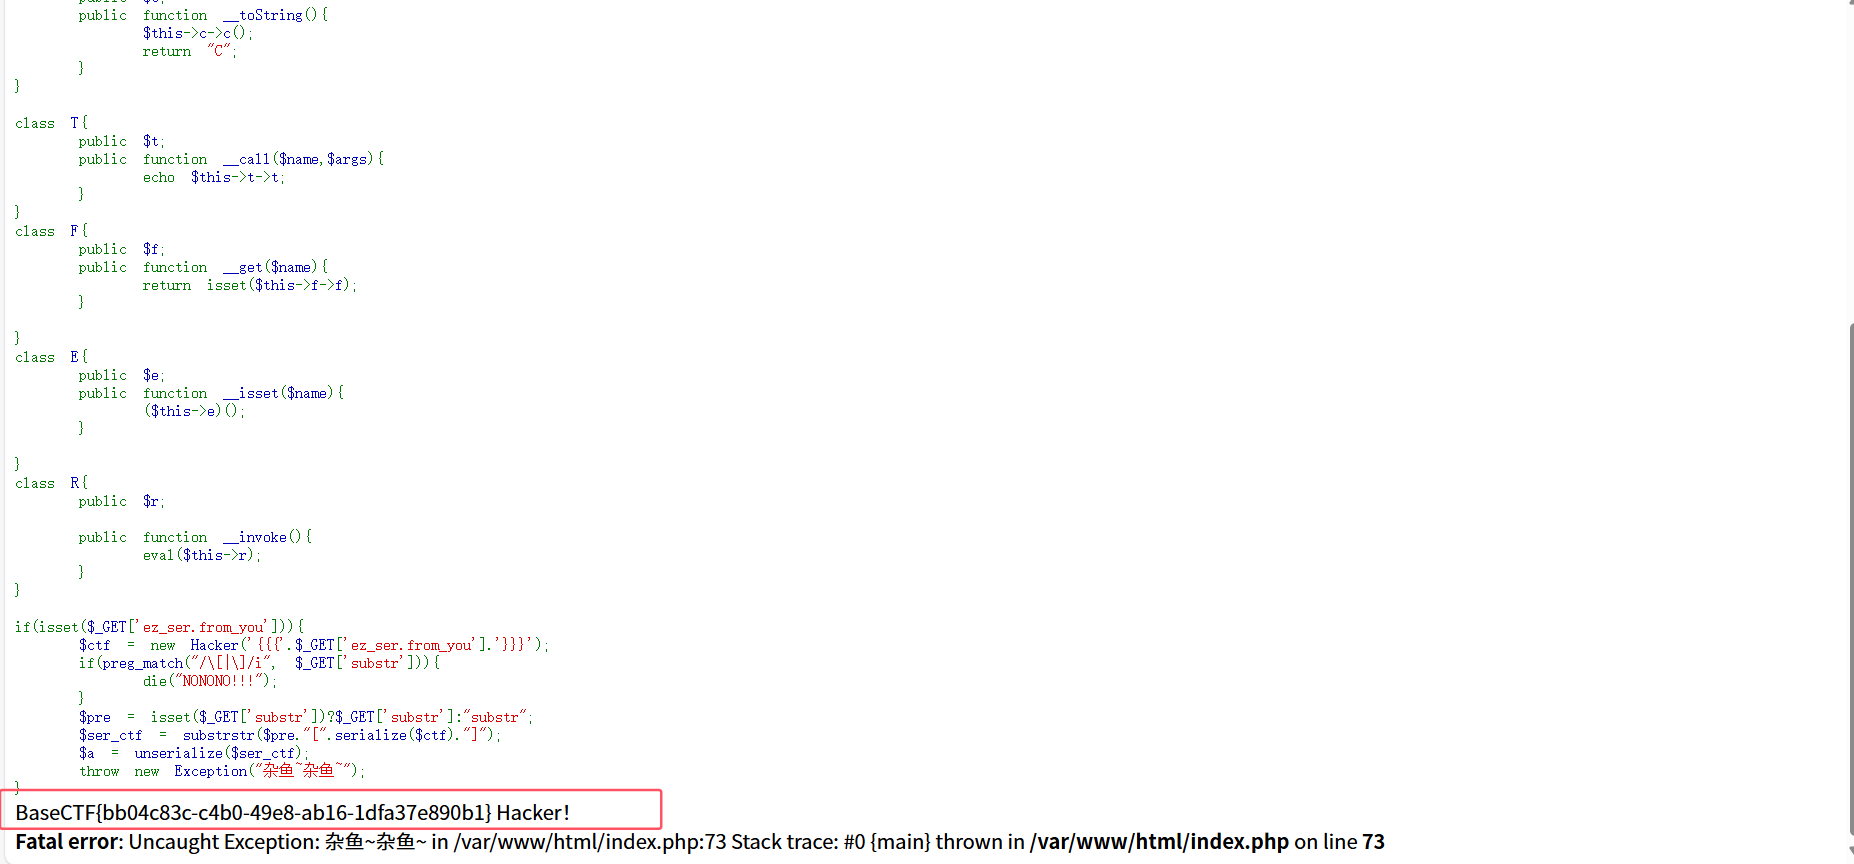 public $c;
public function __toString(){
$this->c->c();
return "C";
}
}
class T{
public $t;
public function __call($name,$args){
echo $this->t->t;
}
}
class F{
public $f;
public function __get($name){
return isset($this->f->f);
}
}
class E{
public $e;
public function __isset($name){
($this->e)();
}
}
class R{
public $r;
public function __invoke(){
eval($this->r);
}
}
if(isset($_GET['ez_ser.from_you'])){
$ctf = new Hacker('{{{'.$_GET['ez_ser.from_you'].'}}}');
if(preg_match("/\[|\]/i", $_GET['substr'])){
die("NONONO!!!");
}
$pre = isset($_GET['substr'])?$_GET['substr']:"substr";
$ser_ctf = substrstr($pre."[".serialize($ctf)."]");
$a = unserialize($ser_ctf);
throw new Exception("杂鱼~杂鱼~");
}
BaseCTF{bb04c83c-c4b0-49e8-ab16-1dfa37e890b1} Hacker!
Fatal error: Uncaught Exception: 杂鱼~杂鱼~ in /var/www/html/index.php:73 Stack trace: #0 {main} thrown in /var/www/html/index.php on line 73